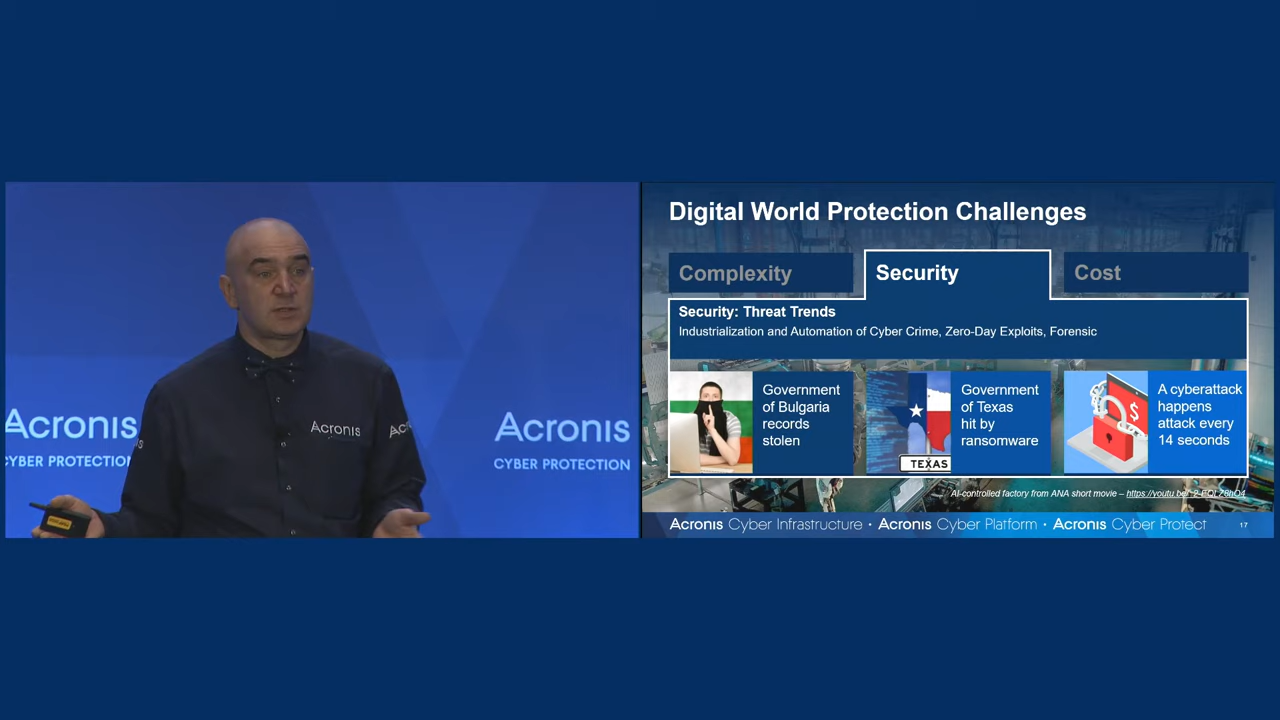 Acronis
CYBER PROTECTION
Acronis
Acronis
CYBER PROTECTION
Digital World Protection Challenges
Complexity
Security
Cost
Security: Threat Trends
Industrialization and Automation of Cyber Crime, Zero-Day Exploits, Forensic
Government
of Bulgaria
records
stolen
TEXAS
Government
of Texas
hit by
ransomware
$
A cyberattack
happens
attack every
14 seconds
AI-controlled factory from ANA short movie –
Acronis Cyber Infrastructure · Acronis Cyber Platform · Acronis Cyber Protect
17